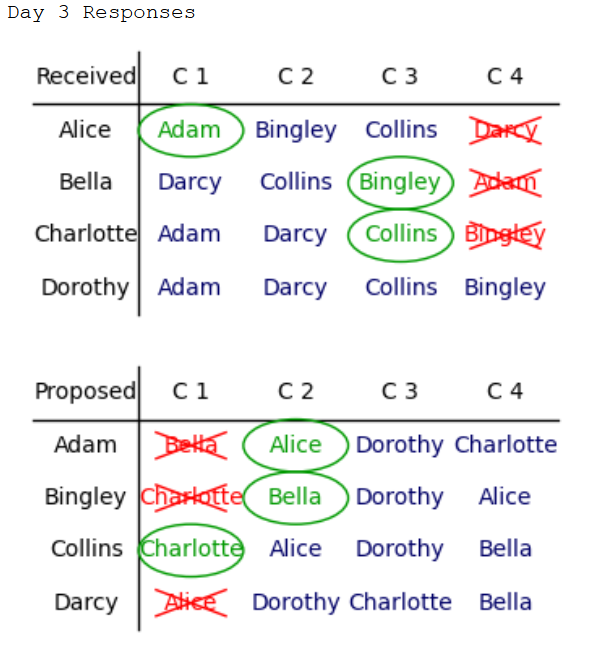 Day 3 Responses
Received C 1 C 2 C 3 C 4
Alice Adam Bingley Collins Darcy
Bella Darcy Collins Bingley Adam
Charlotte Adam Darcy Collins Bingley
Dorothy Adam Darcy Collins Bingley
Proposed C 1 C 2 C 3 C 4
Adam Bella Alice Dorothy Charlotte
Bingley Charlotte Bella Dorothy Alice
Collins Charlotte Alice Dorothy Bella
Darcy Alice Dorothy Charlotte Bella